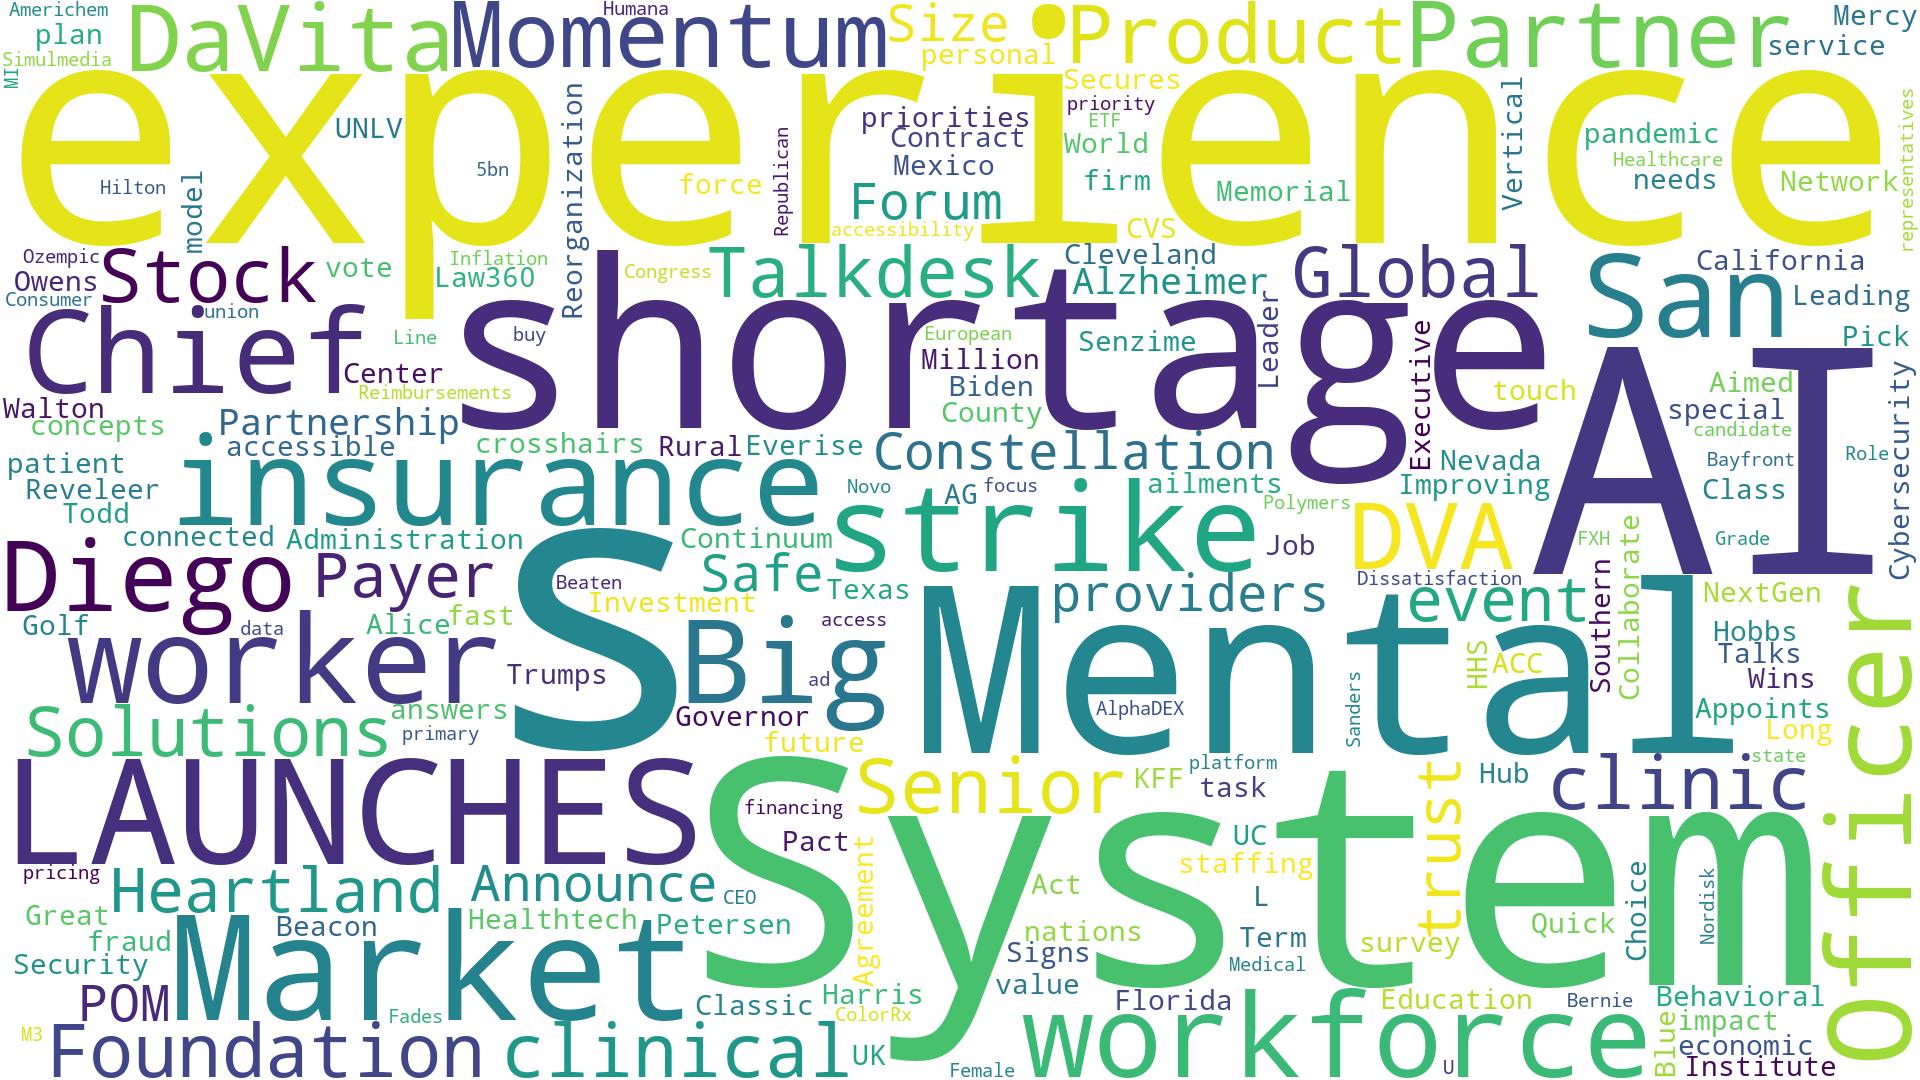 Americhem
plan
Simulmedia
MI
DaVita
Momentum
Humana
Size
personal
Product
Partner
Mercy
service
experience
UNLV
Hilton
model
5bn
Reorganization
force
Republican
priorities
Contract
Mexico
Forum
accessibility
Secures
priority
ETF
World
firm
CVS
Memorial
Vertical
pandemic
Healthcare
needs
Network
representatives
Ozempic
Owens
Consumer
Stock
union
vote
Inflation
Law360
Congress
Talkdesk
Cleveland
Alzheimer
Global
San
California
Leading
Pick
Chief
Center
Line
Reimbursements
buy
shortage
European
Million
Biden
County
Senzime
Leader
Executive
touch
AI
Aimed
special
candidate
Bayfront
Class
Role
Cybersecurity
Walton
concepts
Partnership
accessible
crosshairs
Rural
Everise
Constellation
Nevada
Improving
patient
Reveleer
Todd
insurance
Novo
AG
focus
ailments
Polymers
strike
DVA
FXH
Grade
connected
Administration
Continuum
Safe
Texas
Job
Dissatisfaction
Diego
Payer
S
Beaten
Investment
providers
event
Southern
Collaborate
NextGen
Golf
data
Alice
fast
worker
Trumps
Big
access
ad
Governor
future
Mental
AlphaDEX
Sanders
HHS
ACC
Hobbs
Talks
Wins
Appoints
Long
state
Officer
Solutions
answers
primary
LAUNCHES
financing
Pact
Senior
KFF
platform
task
trust
Hub
clinic
pricing
Heartland
Announce
CEO
System
Agreement
Act
UC
staffing
L
Choice
Nordisk
Quick
Great
fraud
Security
Beacon
Healthtech
Petersen
nations
Signs
value
Term
Medical
survey
POM
Market
Fades
Classic
Harris
ColorRx
Florida
Education
Bernie
Behavioral
impact
economic
Institute
Blue
M3
Foundation
clinical
UK
Female
workforce
U